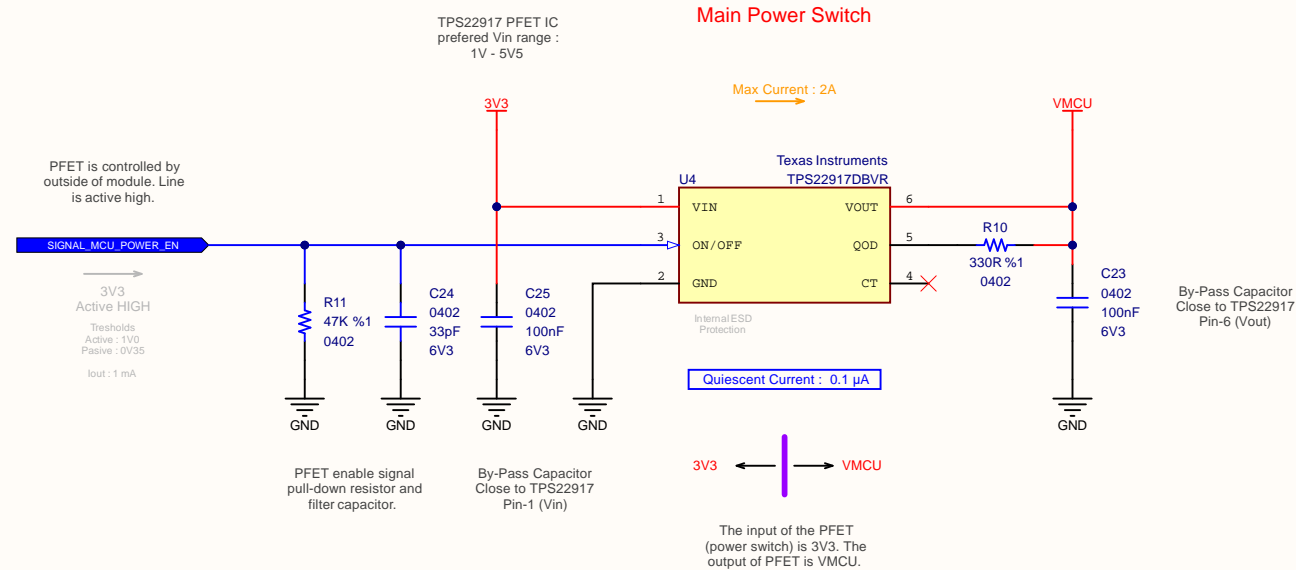 Main Power Switch
TPS22917 PFET IC
prefered Vin range :
1V - 5V5
Max Current : 2A
3V3
VMCU
PFET is controlled by
outside of module. Line
is active high.
Texas Instruments
TPS22917DBVR
U4
1
VIN
VOUT
6
SIGNAL_MCU_POWER_EN
3
ON/OFF
QOD
5
R10
330R %1
0402
2
GND
CT
4
3V3
Active HIGH
Tresholds
Active : 1V0
Pasive : 0V35
Iout : 1 mA
R11
47K %1
0402
C24
0402
33pF
6V3
C25
0402
100nF
6V3
Internal ESD
Protection
C23
0402
100nF
6V3
By-Pass Capacitor
Close to TPS22917
Pin-6 (Vout)
Quiescent Current : 0.1 µA
GND
GND
GND
GND
GND
PFET enable signal
pull-down resistor and
filter capacitor.
By-Pass Capacitor
Close to TPS22917
Pin-1 (Vin)
3V3
VMCU
The input of the PFET
(power switch) is 3V3. The
output of PFET is VMCU.